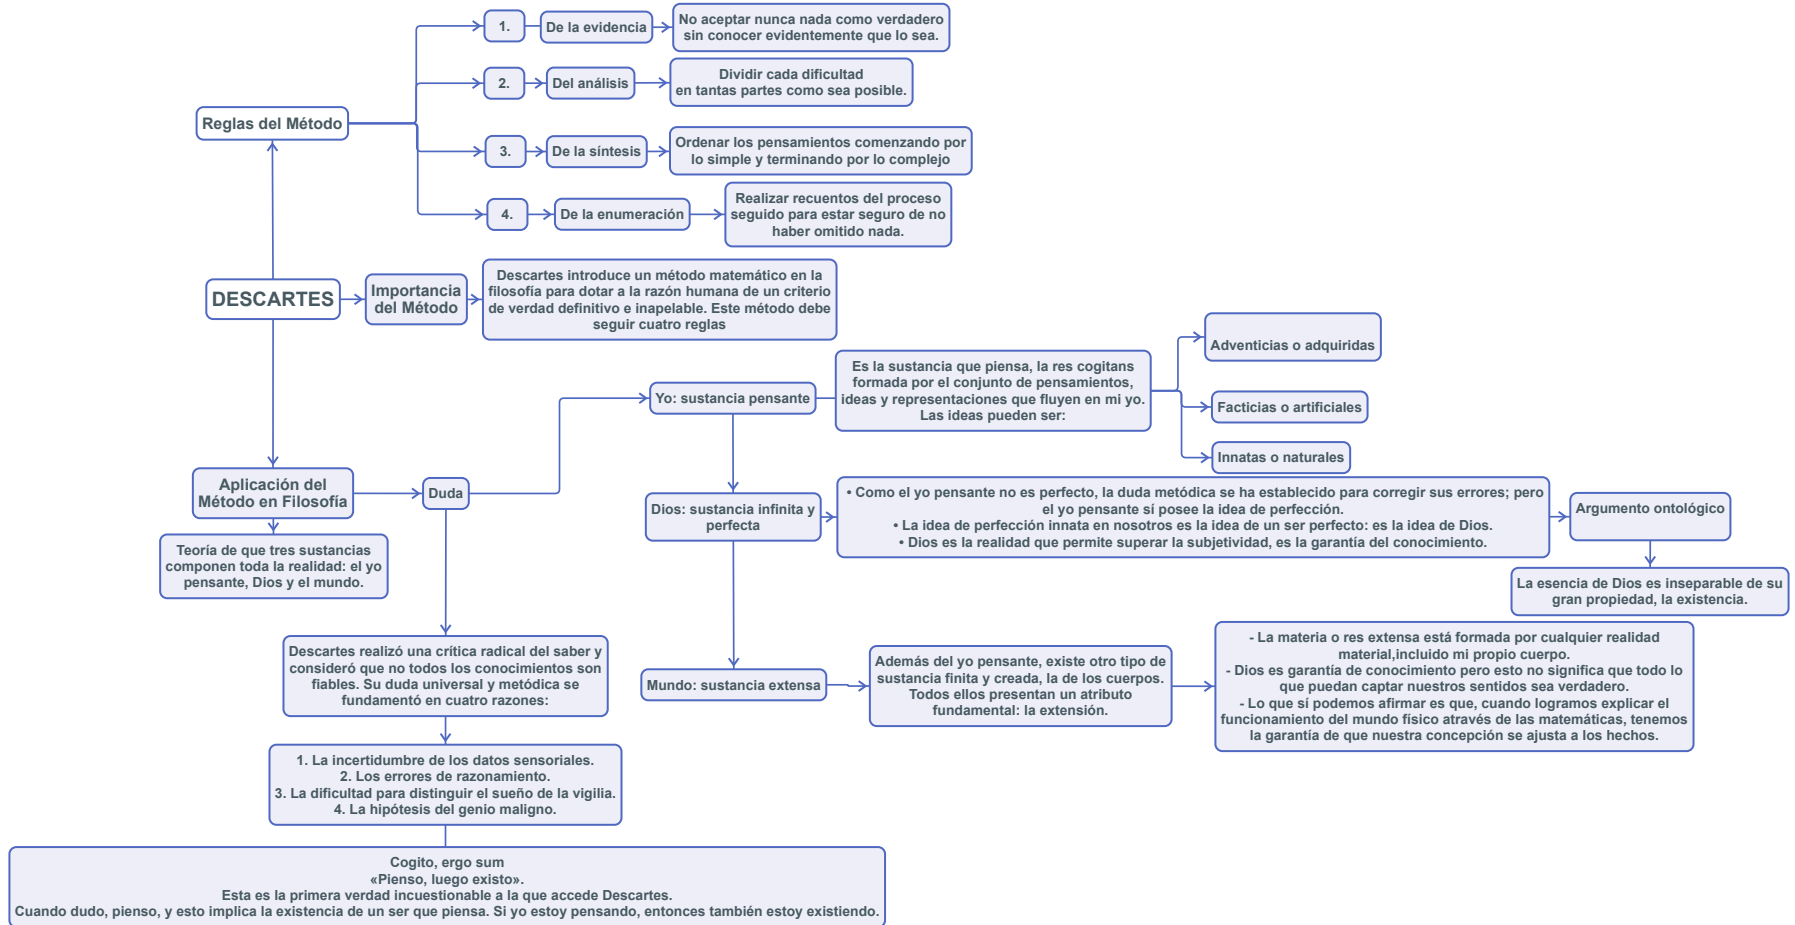 1.
De la evidencia
No aceptar nunca nada como verdadero
sin conocer evidentemente que lo sea.
2.
Del análisis
Dividir cada dificultad
en tantas partes como sea posible.
Reglas del Método
3.
De la síntesis
Ordenar los pensamientos comenzando por
lo simple y terminando por lo complejo
4.
De la enumeración
Realizar recuentos del proceso
seguido para estar seguro de no
haber omitido nada.
DESCARTES
Importancia
del Método
Descartes introduce un método matemático en la
filosofía para dotar a la razón humana de un criterio
de verdad definitivo e inapelable. Este método debe
seguir cuatro reglas
Yo: sustancia pensante
Es la sustancia que piensa, la res cogitans
formada por el conjunto de pensamientos,
ideas y representaciones que fluyen en mi yo.
Las ideas pueden ser:
Adventicias o adquiridas
Facticias o artificiales
Innatas o naturales
Aplicación del
Método en Filosofía
Duda
Teoría de que tres sustancias
componen toda la realidad: el yo
pensante, Dios y el mundo.
Dios: sustancia infinita y
perfecta
• Como el yo pensante no es perfecto, la duda metódica se ha establecido para corregir sus errores; pero
el yo pensante sí posee la idea de perfección.
• La idea de perfección innata en nosotros es la idea de un ser perfecto: es la idea de Dios.
• Dios es la realidad que permite superar la subjetividad, es la garantía del conocimiento.
Argumento ontológico
La esencia de Dios es inseparable de su
gran propiedad, la existencia.
Descartes realizó una crítica radical del saber y
consideró que no todos los conocimientos son
fiables. Su duda universal y metódica se
fundamentó en cuatro razones:
Mundo: sustancia extensa
Además del yo pensante, existe otro tipo de
sustancia finita y creada, la de los cuerpos.
Todos ellos presentan un atributo
fundamental: la extensión.
- La materia o res extensa está formada por cualquier realidad
material,incluido mi propio cuerpo.
- Dios es garantía de conocimiento pero esto no significa que todo lo
que puedan captar nuestros sentidos sea verdadero.
- Lo que sí podemos afirmar es que, cuando logramos explicar el
funcionamiento del mundo físico através de las matemáticas, tenemos
la garantía de que nuestra concepción se ajusta a los hechos.
1. La incertidumbre de los datos sensoriales.
2. Los errores de razonamiento.
3. La dificultad para distinguir el sueño de la vigilia.
4. La hipótesis del genio maligno.
Cogito, ergo sum
«Pienso, luego existo».
Esta es la primera verdad incuestionable a la que accede Descartes.
Cuando dudo, pienso, y esto implica la existencia de un ser que piensa. Si yo estoy pensando, entonces también estoy existiendo.